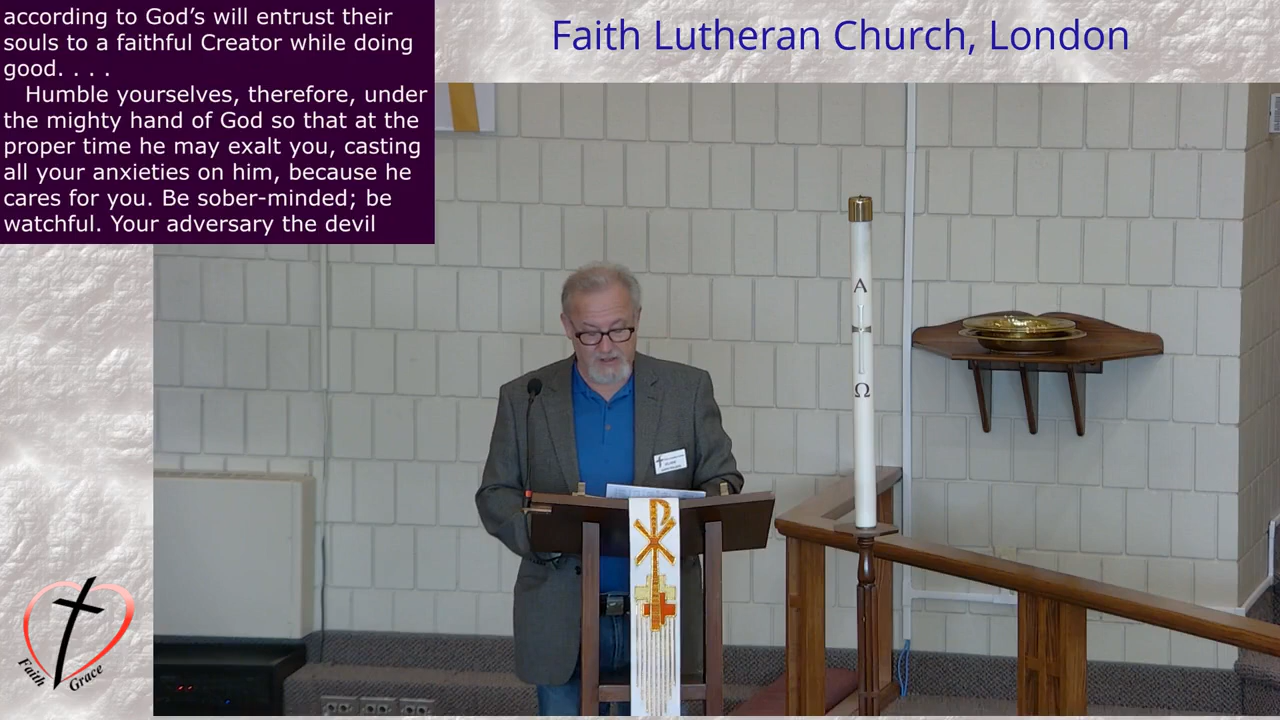 according to God's will entrust their
souls to a faithful Creator while doing
good. . . .
Humble yourselves, therefore, under
the mighty hand of God so that at the
proper time he may exalt you, casting
all your anxieties on him, because he
cares for you. Be sober-minded; be
watchful. Your adversary the devil
Faith Lutheran Church, London
Α
Ω
Faith Grace